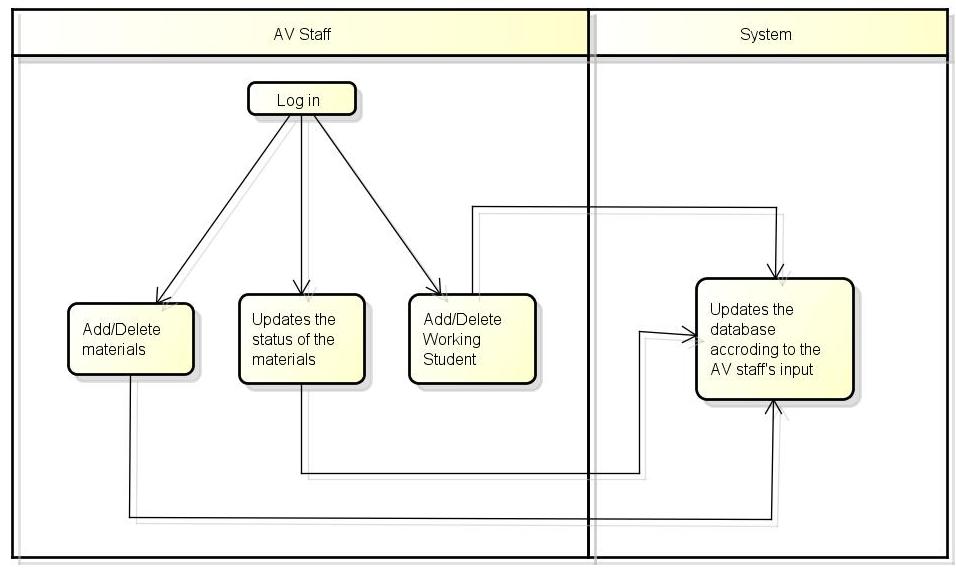 AV Staff
System
Log in
Add/Delete
materials
Updates the
status of the
materials
Add/Delete
Working
Student
Updates the
database
accroding to the
AV staff's input